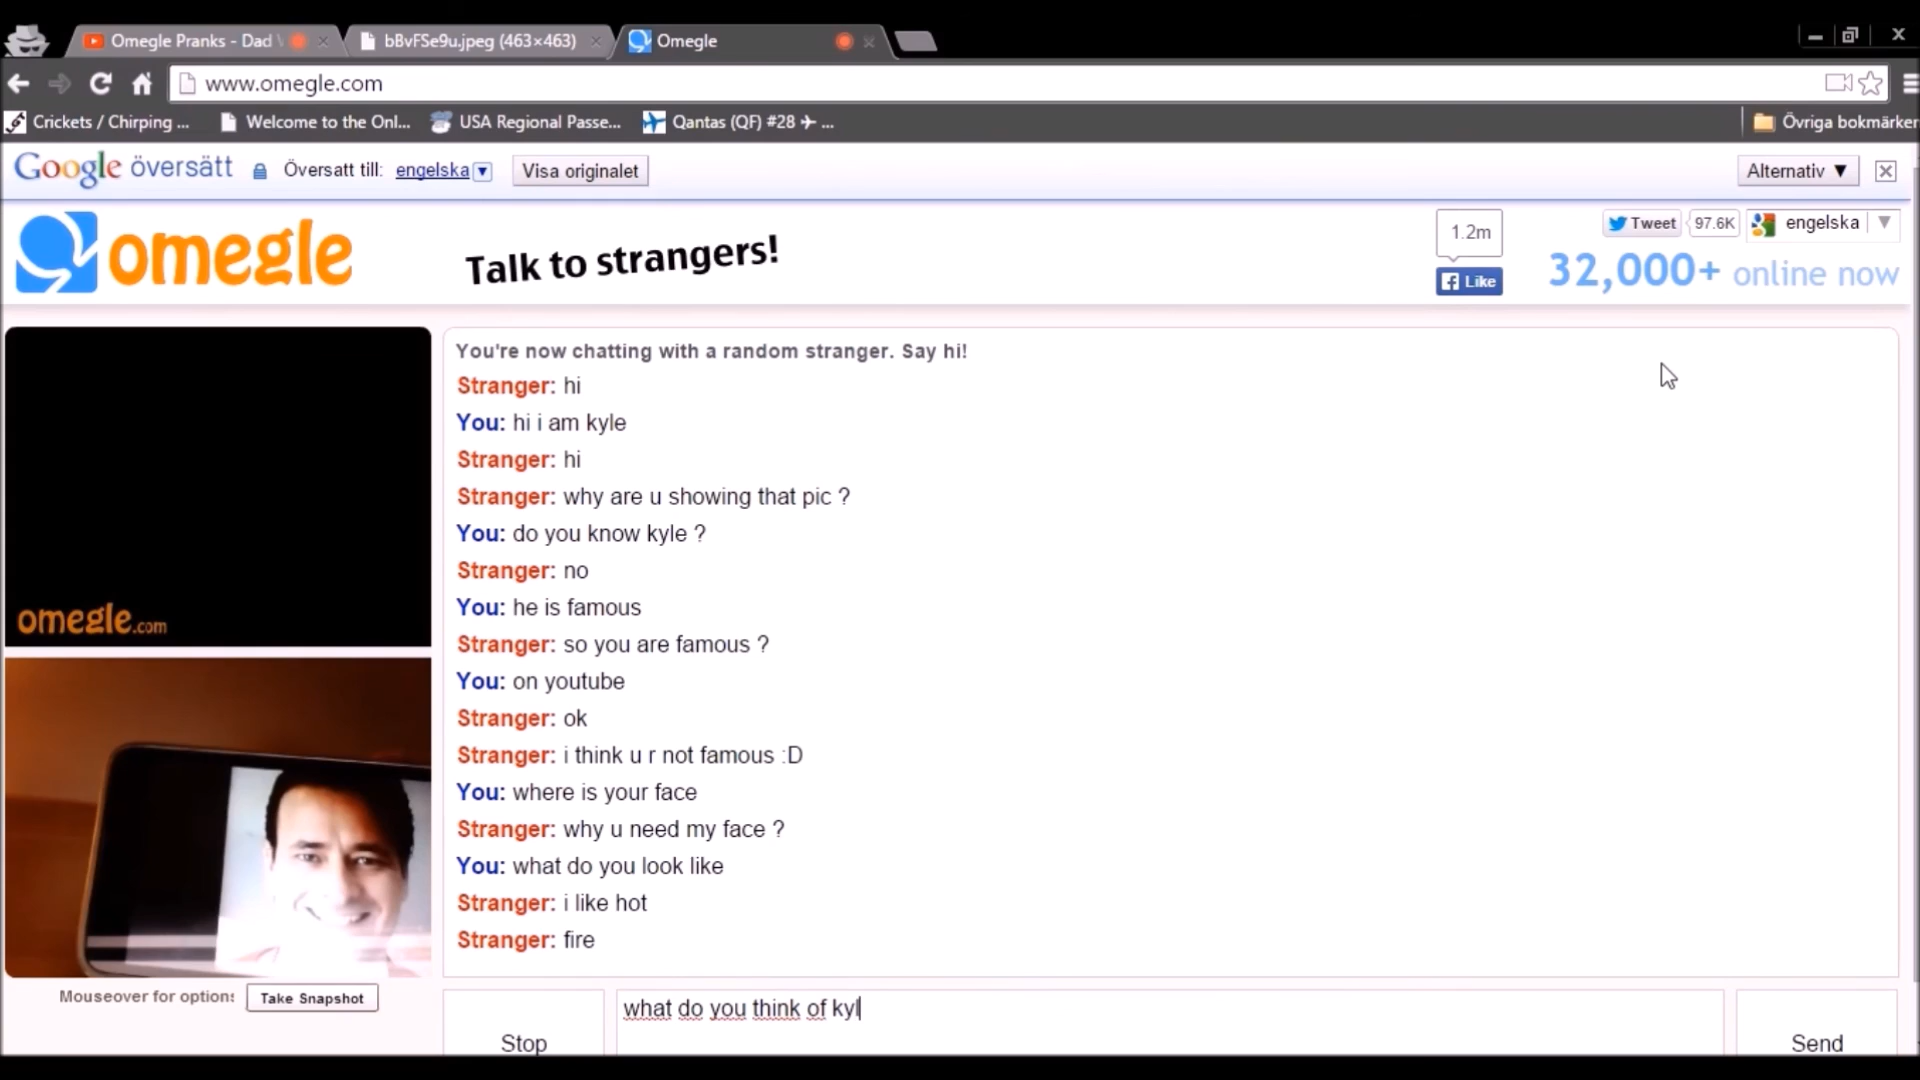 Omegle Pranks - Dad
bBvFSe9u.jpeg (463×463)
Omegle
www.omegle.com
Crickets / Chirping ...
Welcome to the Onl...
USA Regional Passe...
Qantas (QF) #28 ✈ ...
Övriga bokmärken
Google översätt
Översatt till: engelska
Visa originalet
Alternativ ▼
omegle
Talk to strangers!
1.2m
Like
Tweet
97.6K
engelska
32,000+ online now
omegle.com
You're now chatting with a random stranger. Say hi!
Stranger: hi
You: hi i am kyle
Stranger: hi
Stranger: why are u showing that pic ?
You: do you know kyle ?
Stranger: no
You: he is famous
Stranger: so you are famous ?
You: on youtube
Stranger: ok
Stranger: i think u r not famous :D
You: where is your face
Stranger: why u need my face ?
You: what do you look like
Stranger: i like hot
Stranger: fire
Mouseover for options
Take Snapshot
Stop
what do you think of kyl
Send